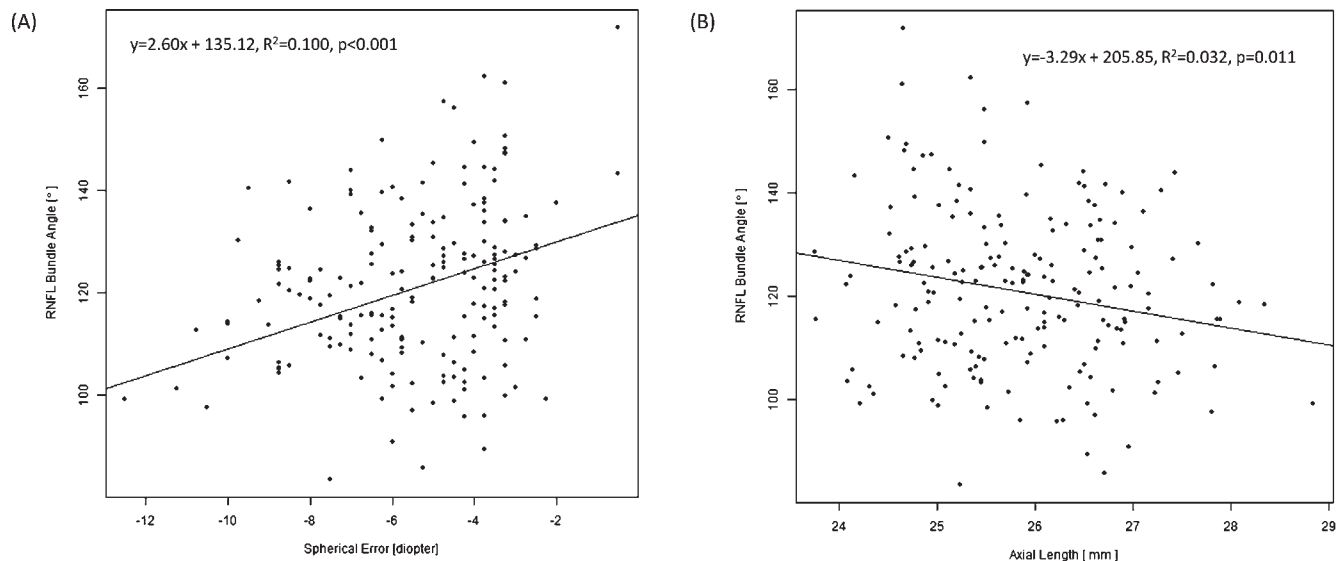 (A)
y=2.60x + 135.12, R²=0.100, p<0.001
RNFL Bundle Angle [ ° ]
160
140
120
100
-12 -10 -8 -6 -4 -2
Spherical Error [diopter]
(B)
y=-3.29x + 205.85, R²=0.032, p=0.011
RNFL Bundle Angle [ ° ]
160
140
120
100
24 25 26 27 28 29
Axial Length [ mm ]